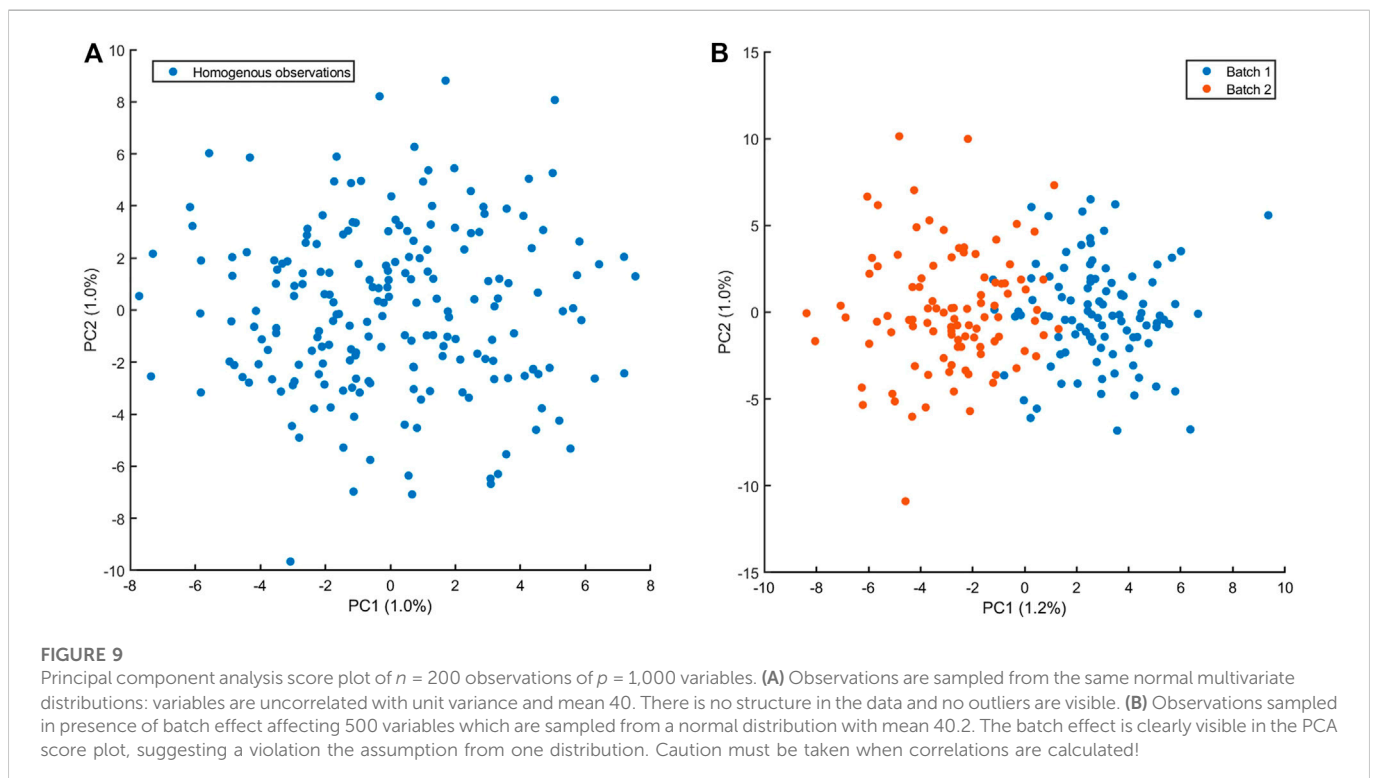 A
10
8
6
4
2
0
-2
-4
-6
-8
-10
-8
-6
-4
-2
0
2
4
6
8
PC2 (1.0%)
PC1 (1.0%)
Homogenous observations
B
15
10
5
0
-5
-10
-15
-10
-8
-6
-4
-2
0
2
4
6
8
10
PC2 (1.0%)
PC1 (1.2%)
Batch 1
Batch 2
FIGURE 9
Principal component analysis score plot of n = 200 observations of p = 1,000 variables. (A) Observations are sampled from the same normal multivariate
distributions: variables are uncorrelated with unit variance and mean 40. There is no structure in the data and no outliers are visible. (B) Observations sampled
in presence of batch effect affecting 500 variables which are sampled from a normal distribution with mean 40.2. The batch effect is clearly visible in the PCA
score plot, suggesting a violation the assumption from one distribution. Caution must be taken when correlations are calculated!